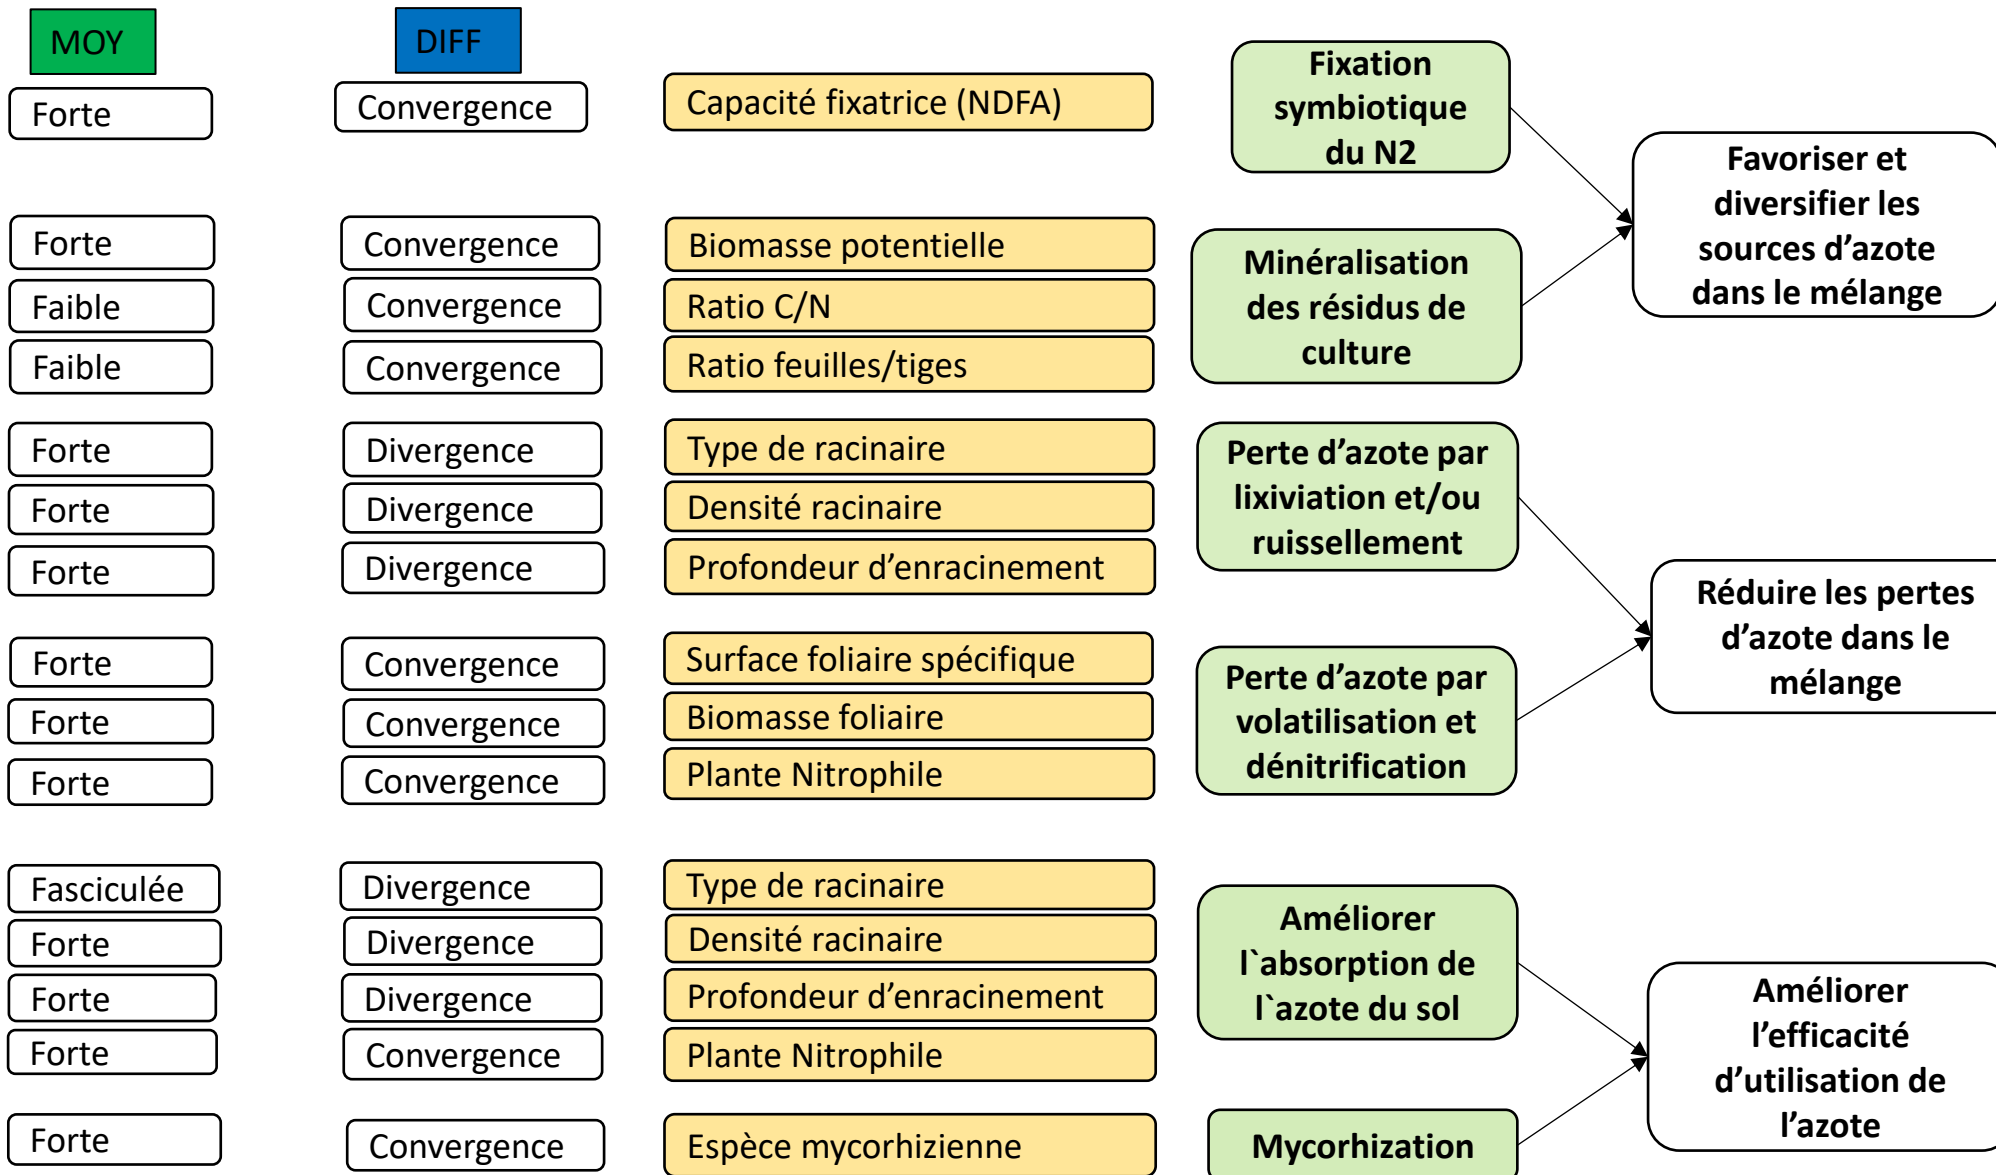 MOY
DIFF
Forte
Convergence
Capacité fixatrice (NDFA)
Fixation
symbiotique
du N2
Favoriser et
diversifier les
sources d’azote
dans le mélange
Forte
Convergence
Biomasse potentielle
Faible
Convergence
Ratio C/N
Faible
Convergence
Ratio feuilles/tiges
Minéralisation
des résidus de
culture
Forte
Divergence
Type de racinaire
Forte
Divergence
Densité racinaire
Forte
Divergence
Profondeur d’enracinement
Perte d’azote par
lixiviation et/ou
ruissellement
Réduire les pertes
d’azote dans le
mélange
Forte
Convergence
Surface foliaire spécifique
Forte
Convergence
Biomasse foliaire
Forte
Convergence
Plante Nitrophile
Perte d’azote par
volatilisation et
dénitrification
Fasciculée
Divergence
Type de racinaire
Forte
Divergence
Densité racinaire
Forte
Divergence
Profondeur d’enracinement
Forte
Convergence
Plante Nitrophile
Améliorer
l`absorption de
l`azote du sol
Améliorer
l’efficacité
d’utilisation de
l’azote
Forte
Convergence
Espèce mycorhizienne
Mycorhization